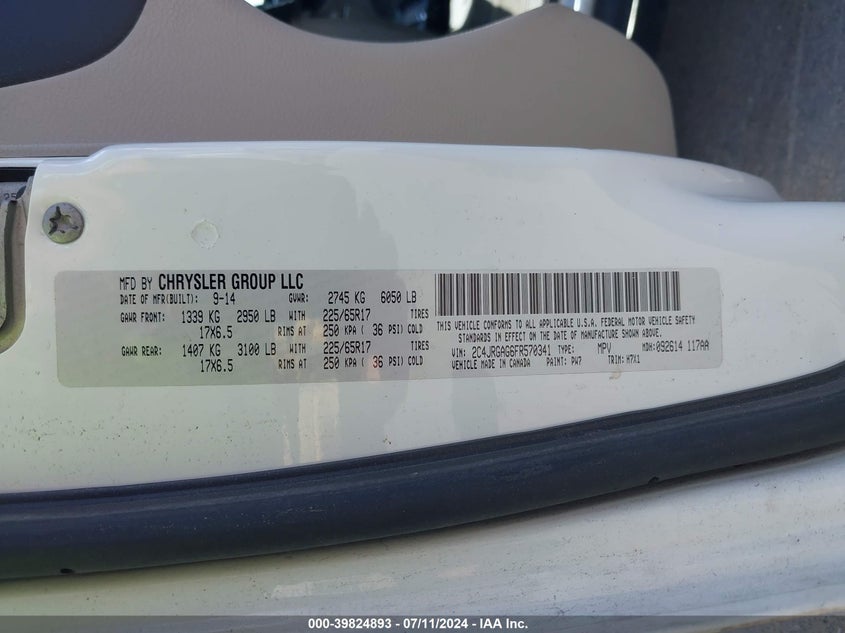 MFD BY CHRYSLER GROUP LLC
DATE OF MFR(BUILT): 9-14 GVWR: 2745 KG 6050 LB
GAWR FRONT: 1339 KG 2950 LB WITH 225/65R17 TIRES
17X6.5 RIMS AT 250 KPA ( 36 PSI) COLD
GAWR REAR: 1407 KG 3100 LB WITH 225/65R17 TIRES
17X6.5 RIMS AT 250 KPA ( 36 PSI) COLD
THIS VEHICLE CONFORMS TO ALL APPLICABLE U.S.A. FEDERAL MOTOR VEHICLE SAFETY
STANDARDS IN EFFECT ON THE DATE OF MANUFACTURE SHOWN ABOVE.
VIN: 2C4JRGAG6FR570341 TYPE: MPV MDH: 092614 117AA
VEHICLE MADE IN CANADA PAINT: PW7 TRIM: H7X1
000-39824893 - 07/11/2024 - IAA Inc.